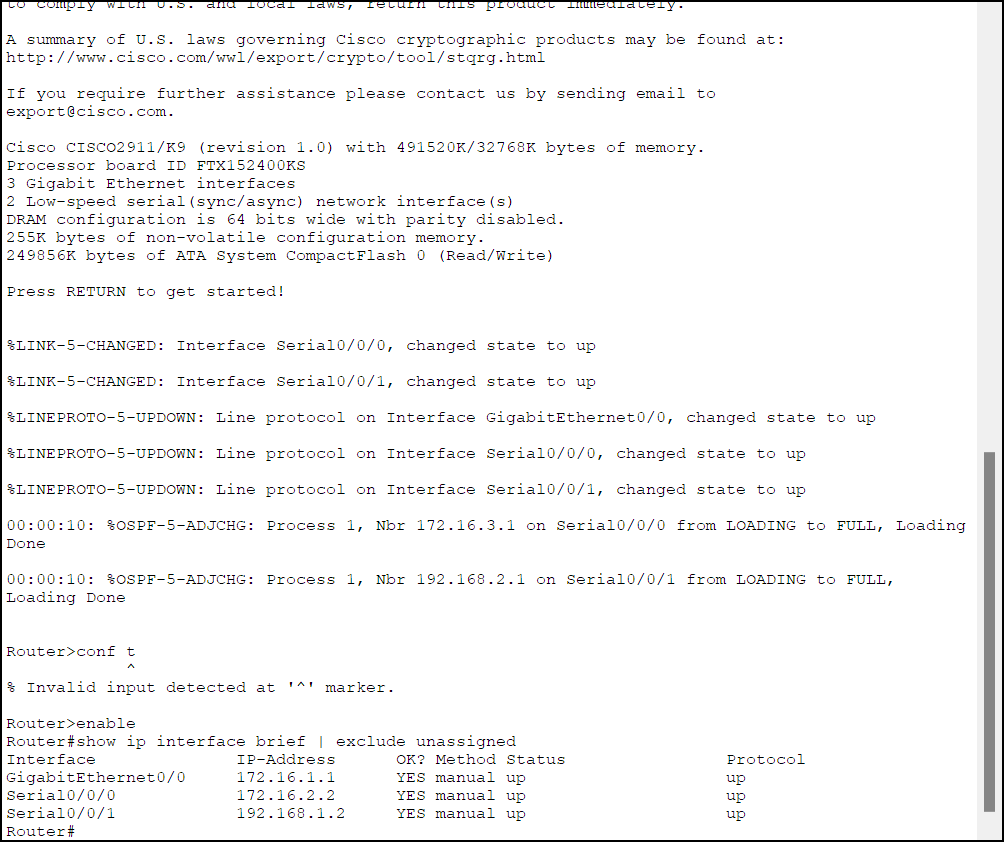 to comply with U.S. and local laws, return this product immediately.
A summary of U.S. laws governing Cisco cryptographic products may be found at:
http://www.cisco.com/wwl/export/crypto/tool/stqrg.html
If you require further assistance please contact us by sending email to
export@cisco.com.
Cisco CISCO2911/K9 (revision 1.0) with 491520K/32768K bytes of memory.
Processor board ID FTX152400KS
3 Gigabit Ethernet interfaces
2 Low-speed serial(sync/async) network interface(s)
DRAM configuration is 64 bits wide with parity disabled.
255K bytes of non-volatile configuration memory.
249856K bytes of ATA System CompactFlash 0 (Read/Write)
Press RETURN to get started!
%LINK-5-CHANGED: Interface Serial0/0/0, changed state to up
%LINK-5-CHANGED: Interface Serial0/0/1, changed state to up
%LINEPROTO-5-UPDOWN: Line protocol on Interface GigabitEthernet0/0, changed state to up
%LINEPROTO-5-UPDOWN: Line protocol on Interface Serial0/0/0, changed state to up
%LINEPROTO-5-UPDOWN: Line protocol on Interface Serial0/0/1, changed state to up
00:00:10: %OSPF-5-ADJCHG: Process 1, Nbr 172.16.3.1 on Serial0/0/0 from LOADING to FULL, Loading
Done
00:00:10: %OSPF-5-ADJCHG: Process 1, Nbr 192.168.2.1 on Serial0/0/1 from LOADING to FULL,
Loading Done
Router>conf t
^
% Invalid input detected at '^' marker.
Router>enable
Router#show ip interface brief | exclude unassigned
Interface IP-Address OK? Method Status Protocol
GigabitEthernet0/0 172.16.1.1 YES manual up up
Serial0/0/0 172.16.2.2 YES manual up up
Serial0/0/1 192.168.1.2 YES manual up up
Router#